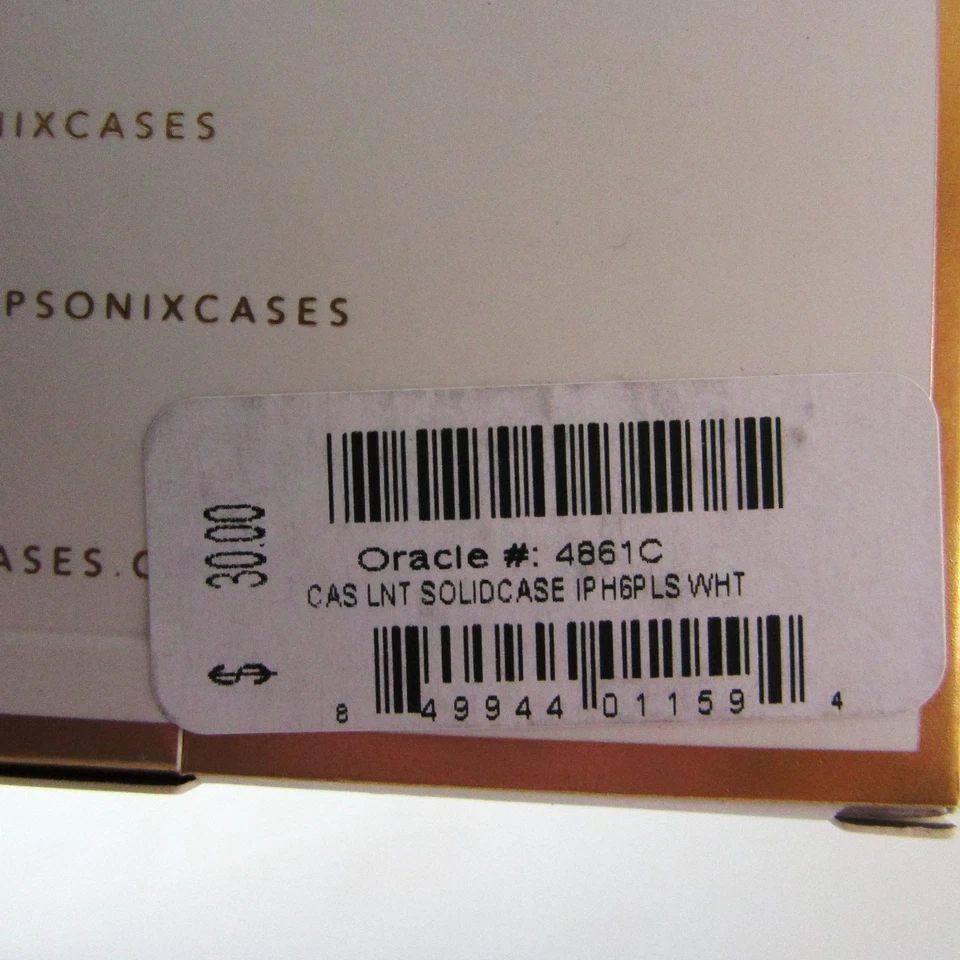 NIXCASES
PSONIXCASES
ASES.C
$ 30.00
Oracle #: 4861C
CAS LNT SOLIDCASE IPH6PLS WHT
8 49944 01159 4